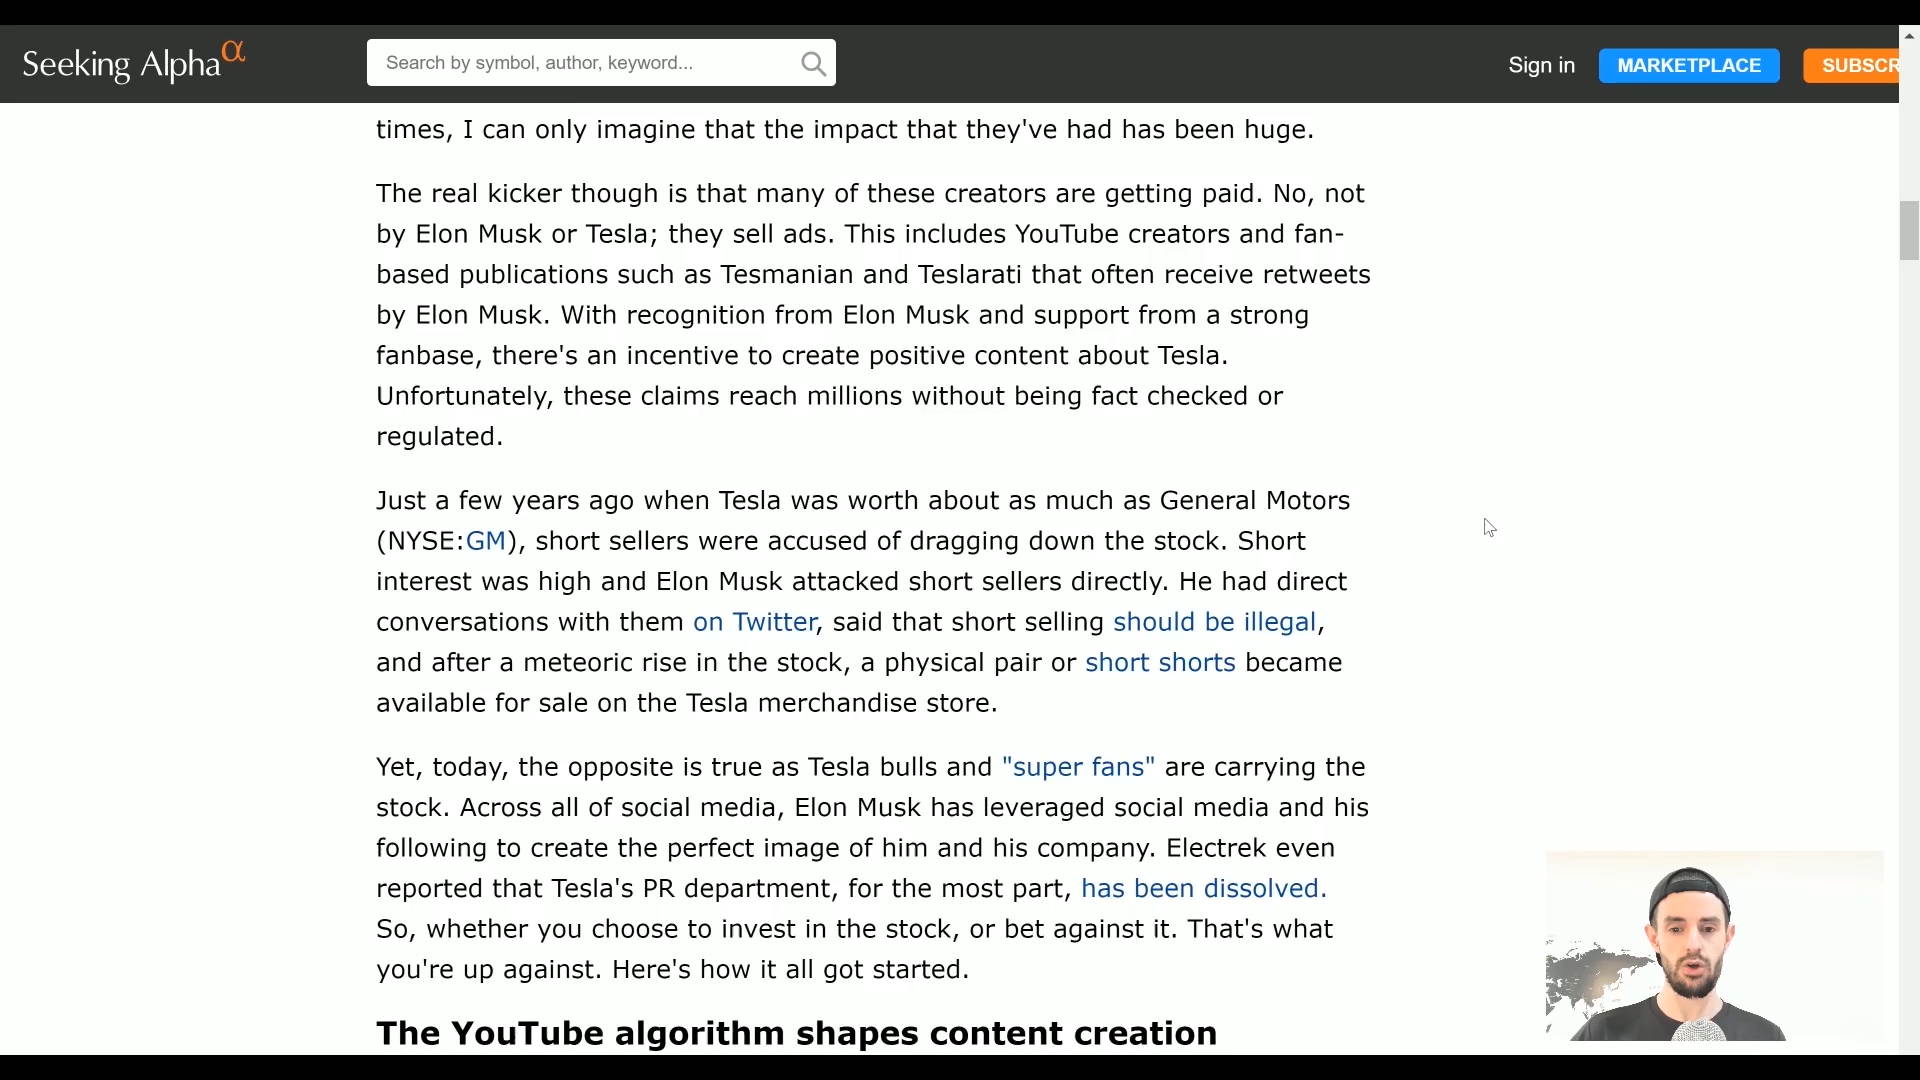 Seeking Alpha α
Search by symbol, author, keyword...
Sign in
MARKETPLACE
SUBSCR
times, I can only imagine that the impact that they've had has been huge.
The real kicker though is that many of these creators are getting paid. No, not
by Elon Musk or Tesla; they sell ads. This includes YouTube creators and fan-
based publications such as Tesmanian and Teslarati that often receive retweets
by Elon Musk. With recognition from Elon Musk and support from a strong
fanbase, there's an incentive to create positive content about Tesla.
Unfortunately, these claims reach millions without being fact checked or
regulated.
Just a few years ago when Tesla was worth about as much as General Motors
(NYSE:GM), short sellers were accused of dragging down the stock. Short
interest was high and Elon Musk attacked short sellers directly. He had direct
conversations with them on Twitter, said that short selling should be illegal,
and after a meteoric rise in the stock, a physical pair or short shorts became
available for sale on the Tesla merchandise store.
Yet, today, the opposite is true as Tesla bulls and "super fans" are carrying the
stock. Across all of social media, Elon Musk has leveraged social media and his
following to create the perfect image of him and his company. Electrek even
reported that Tesla's PR department, for the most part, has been dissolved.
So, whether you choose to invest in the stock, or bet against it. That's what
you're up against. Here's how it all got started.
The YouTube algorithm shapes content creation